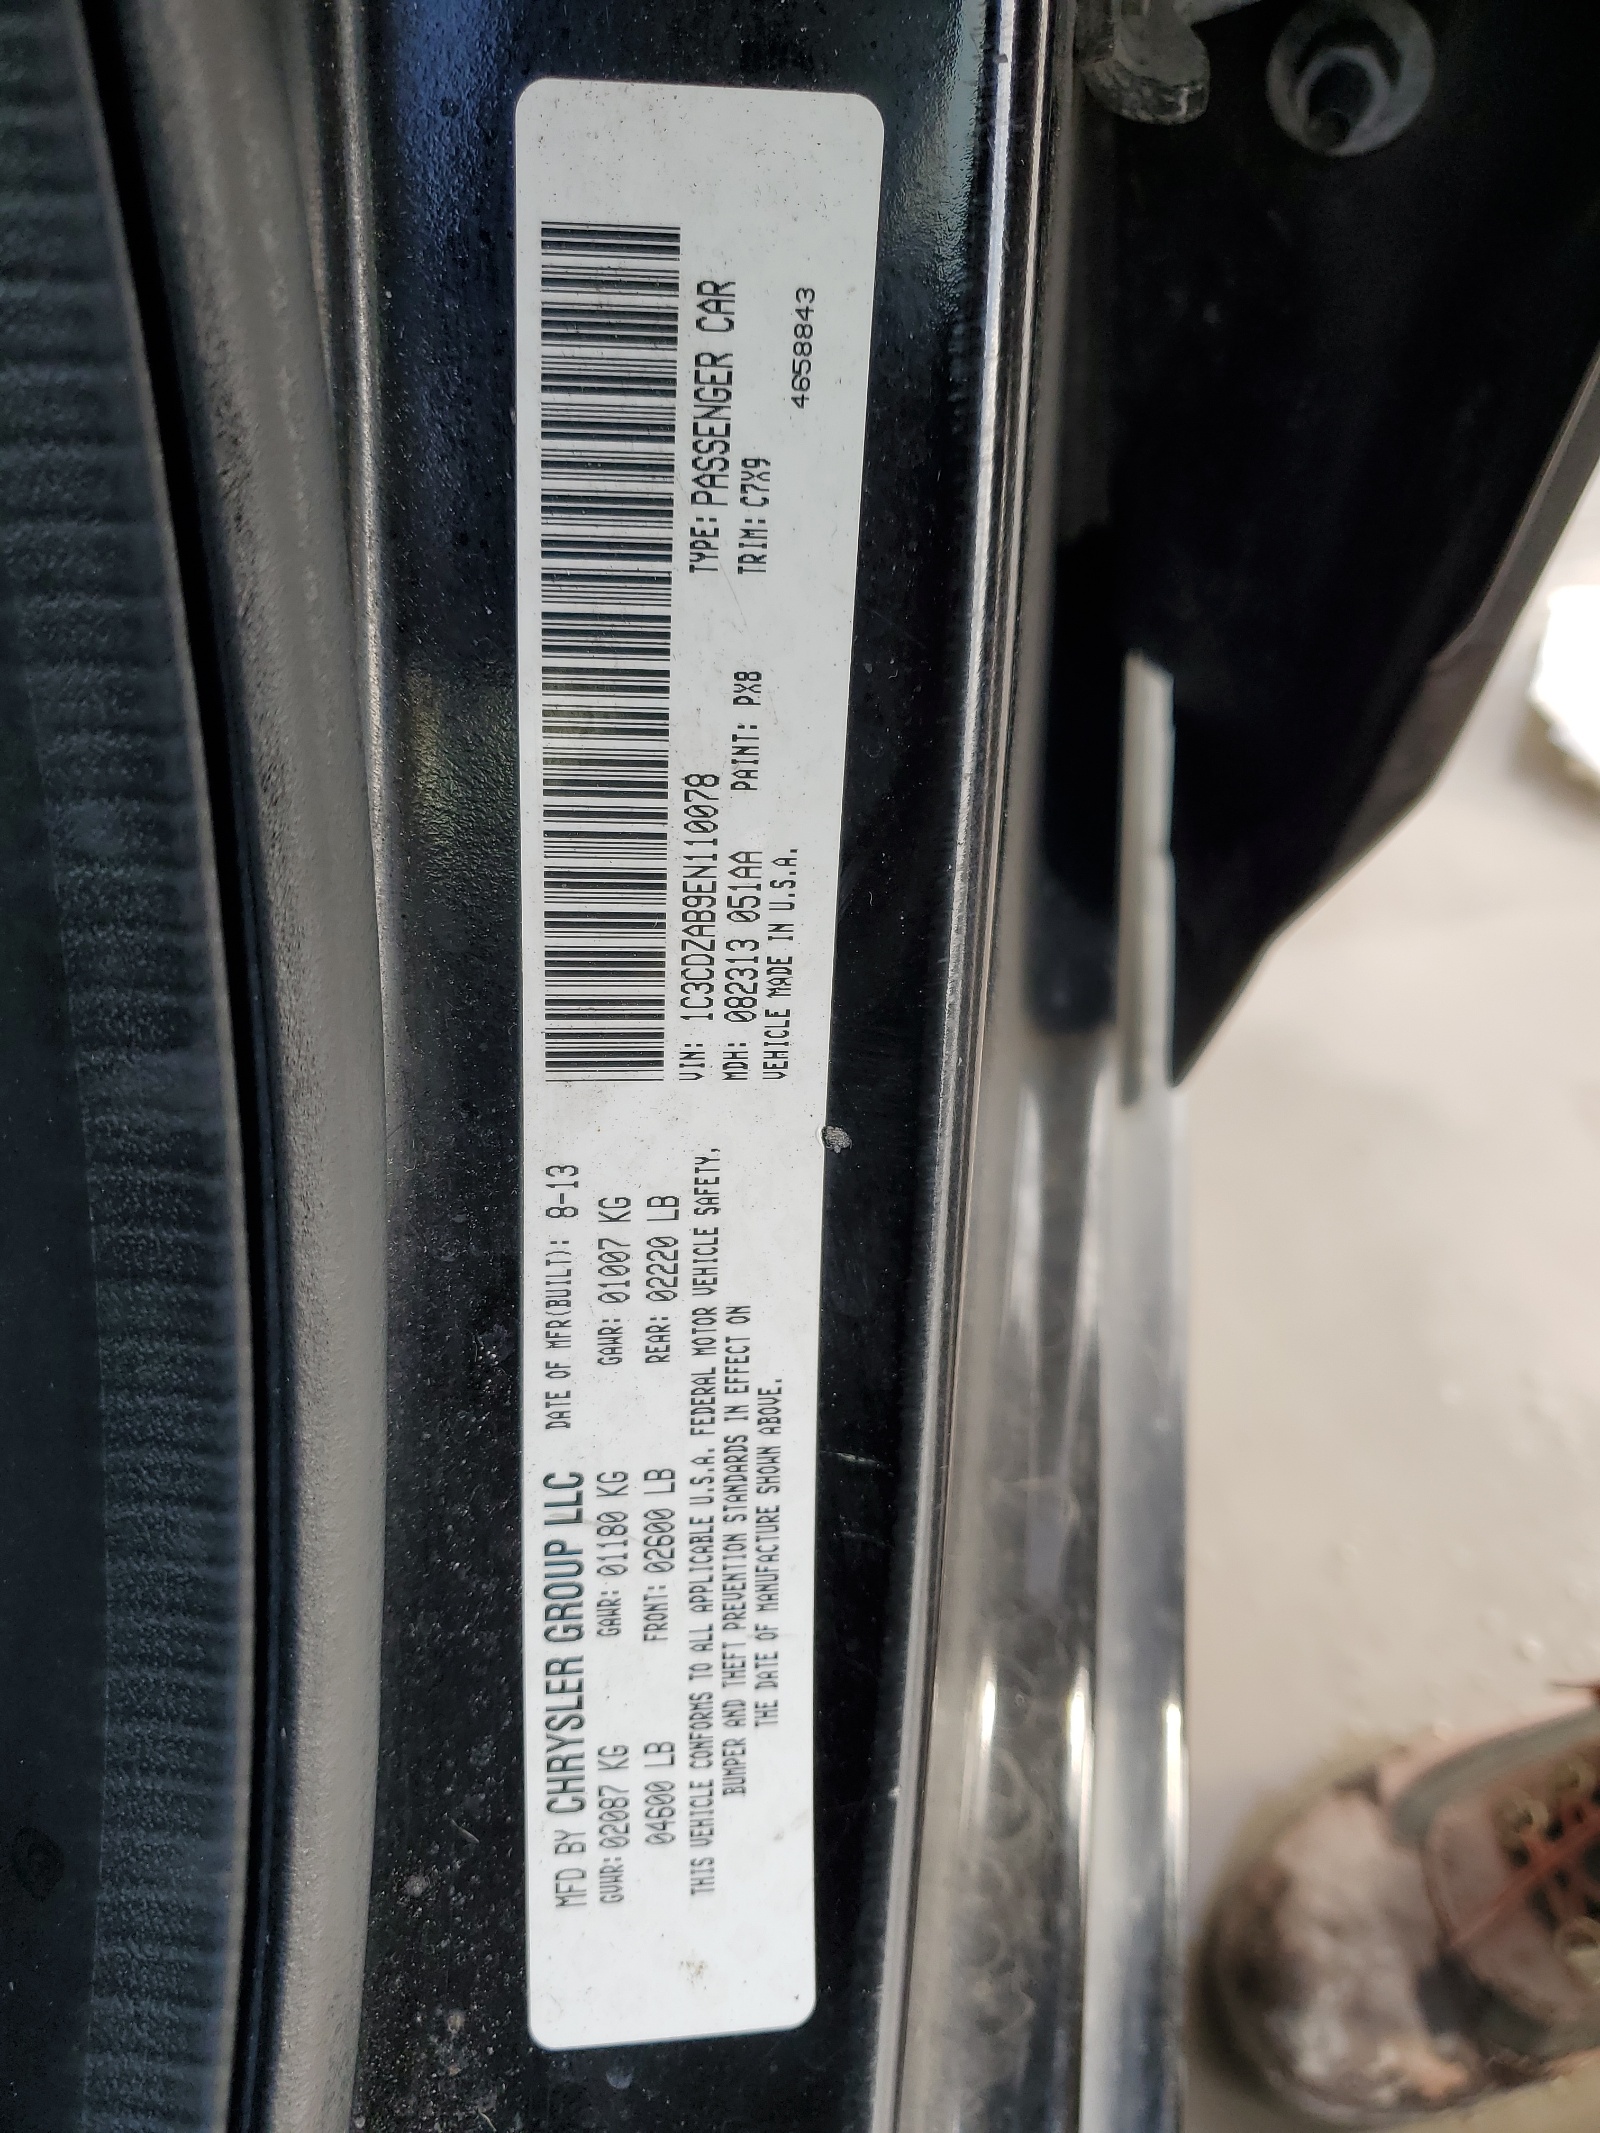 MFD BY CHRYSLER GROUP LLC DATE OF MFR(BUILT): 8-13
GVWR: 02087 KG GAWR: 01180 KG GAWR: 01007 KG
04600 LB FRONT: 02600 LB REAR: 02220 LB
THIS VEHICLE CONFORMS TO ALL APPLICABLE U.S.A. FEDERAL MOTOR VEHICLE SAFETY,
BUMPER AND THEFT PREVENTION STANDARDS IN EFFECT ON
THE DATE OF MANUFACTURE SHOWN ABOVE.
VIN: 1C3CDZAB9EN110078 TYPE: PASSENGER CAR
MDH: 082313 051AA PAINT: PX8 TRIM: C7X9
VEHICLE MADE IN U.S.A.
4658843